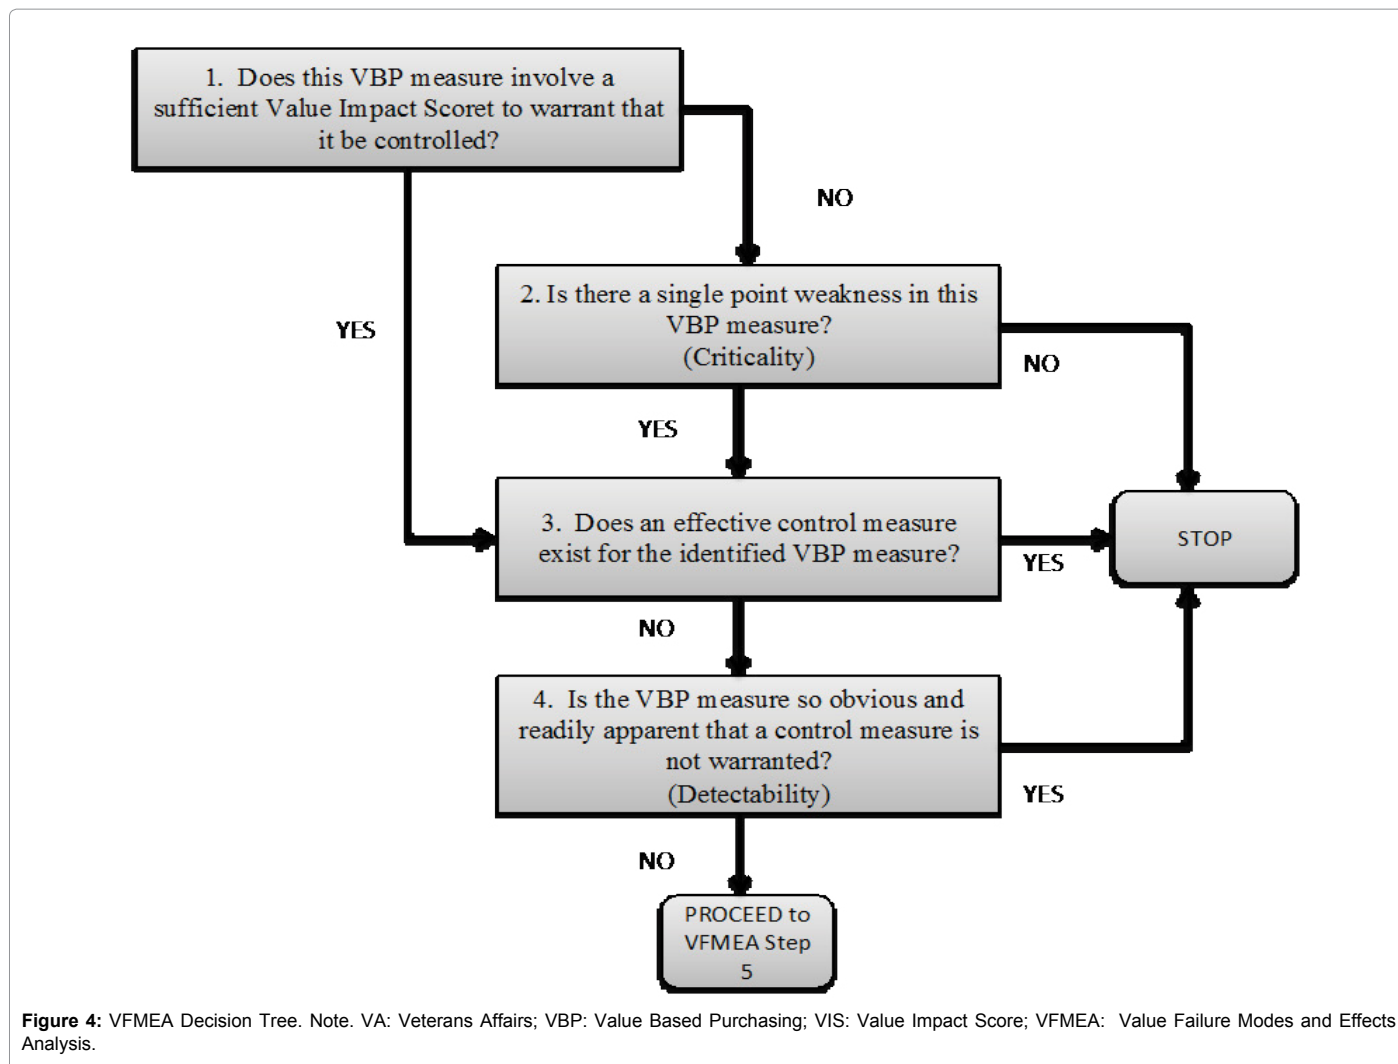 1. Does this VBP measure involve a
sufficient Value Impact Scoret to warrant that
it be controlled?
NO
2. Is there a single point weakness in this
VBP measure?
(Criticality)
YES
NO
YES
3. Does an effective control measure
exist for the identified VBP measure?
STOP
YES
NO
4. Is the VBP measure so obvious and
readily apparent that a control measure is
not warranted?
(Detectability)
YES
NO
PROCEED to
VFMEA Step
5
Figure 4: VFMEA Decision Tree. Note. VA: Veterans Affairs; VBP: Value Based Purchasing; VIS: Value Impact Score; VFMEA: Value Failure Modes and Effects
Analysis.